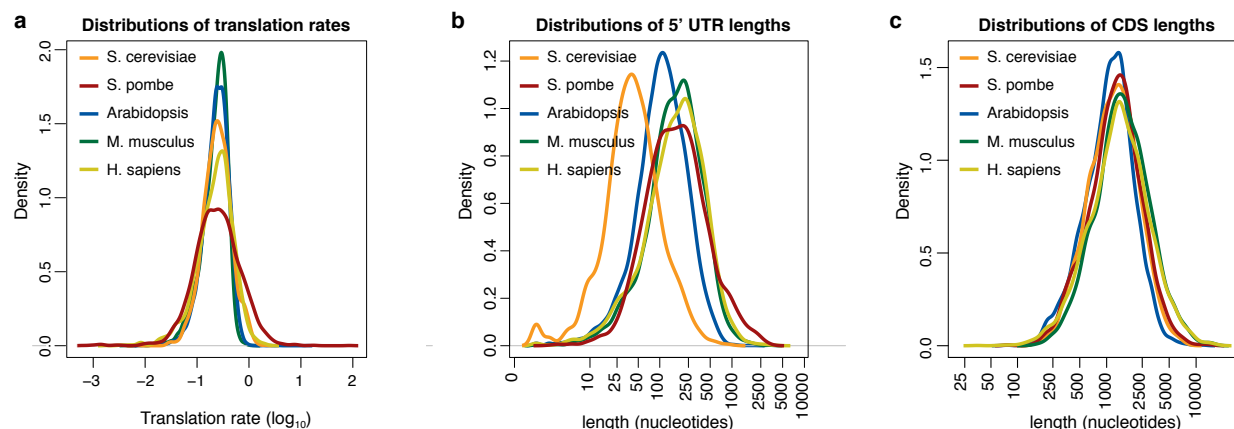 a
Distributions of translation rates
S. cerevisiae
S. pombe
Arabidopsis
M. musculus
H. sapiens
Density
0.0
0.5
1.0
1.5
2.0
−3
−2
−1
0
1
2
Translation rate (log₁₀)
b
Distributions of 5’ UTR lengths
S. cerevisiae
S. pombe
Arabidopsis
M. musculus
H. sapiens
Density
0.0
0.2
0.4
0.6
0.8
1.0
1.2
0
10
25
50
100
250
500
1000
2500
5000
10000
length (nucleotides)
c
Distributions of CDS lengths
S. cerevisiae
S. pombe
Arabidopsis
M. musculus
H. sapiens
Density
0.0
0.5
1.0
1.5
25
50
100
250
500
1000
2500
5000
10000
length (nucleotides)